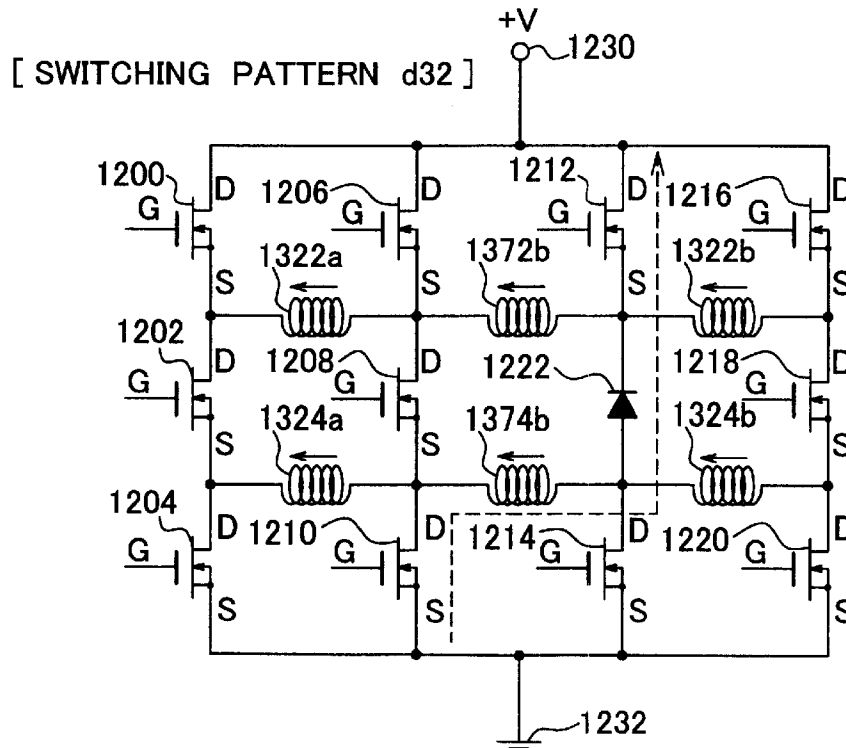 +V
1230
[ SWITCHING PATTERN d32 ]
1200 D 1206 D 1212 D 1216 D
G G G G
S S S S
1322a 1372b 1322b
1202 D 1208 D 1222 1218 D
G G G
S S S
1324a 1374b 1324b
1204 D 1210 D 1214 D 1220 D
G G G G
S S S S
1232